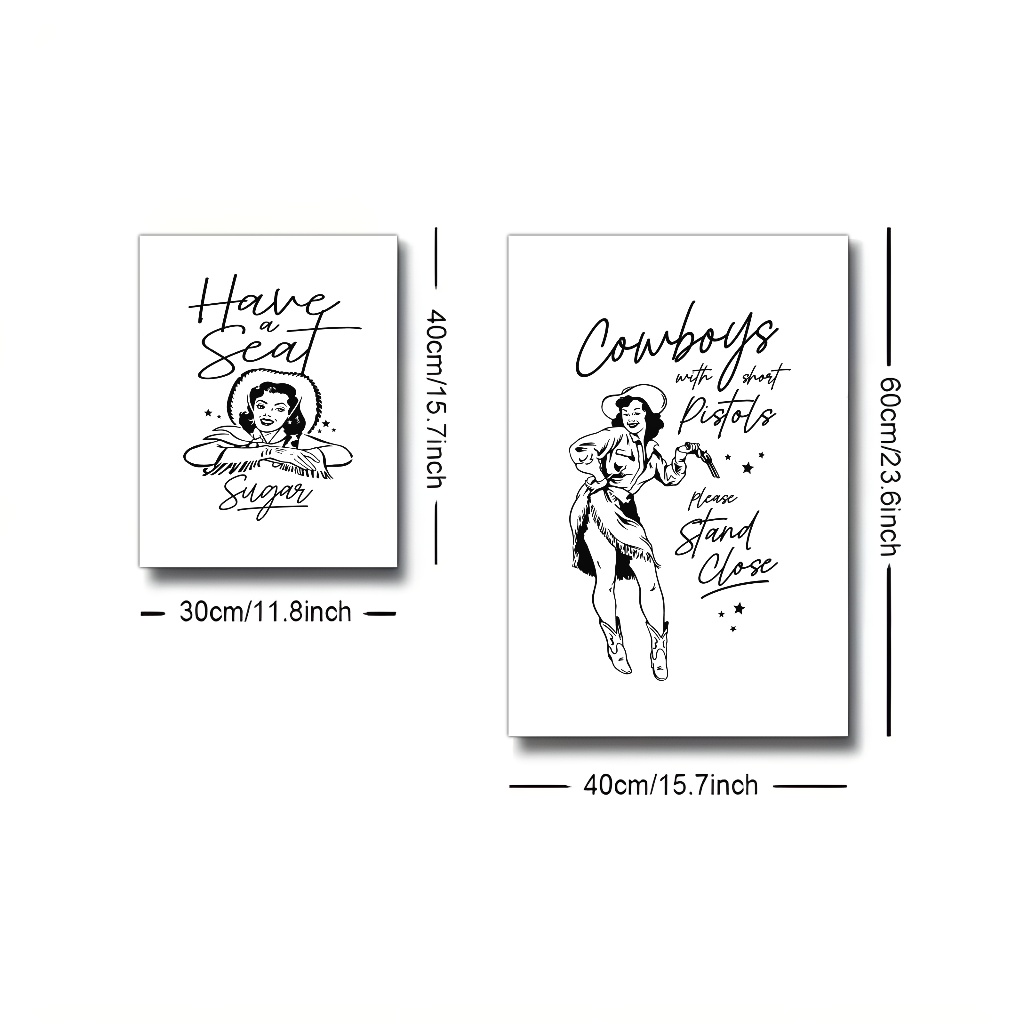 Have
a
Seat
Sugar
40cm/15.7inch
30cm/11.8inch
Cowboys
with short
Pistols
Please
Stand
Close
60cm/23.6inch
40cm/15.7inch